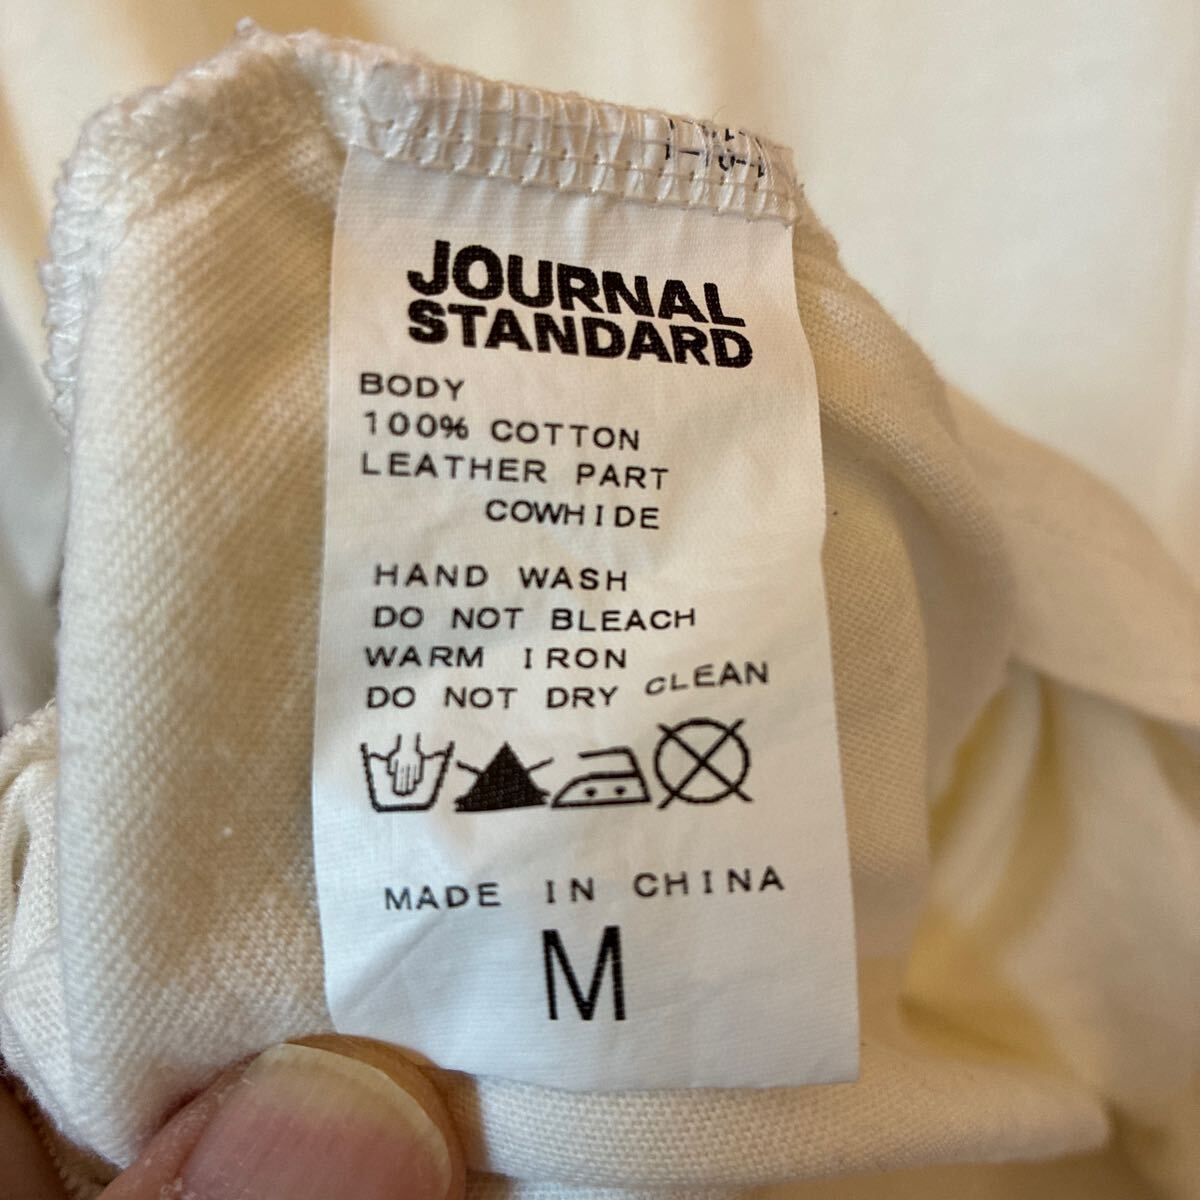 JOURNAL
STANDARD
BODY
100% COTTON
LEATHER PART
COWHIDE
HAND WASH
DO NOT BLEACH
WARM IRON
DO NOT DRY CLEAN
MADE IN CHINA
M